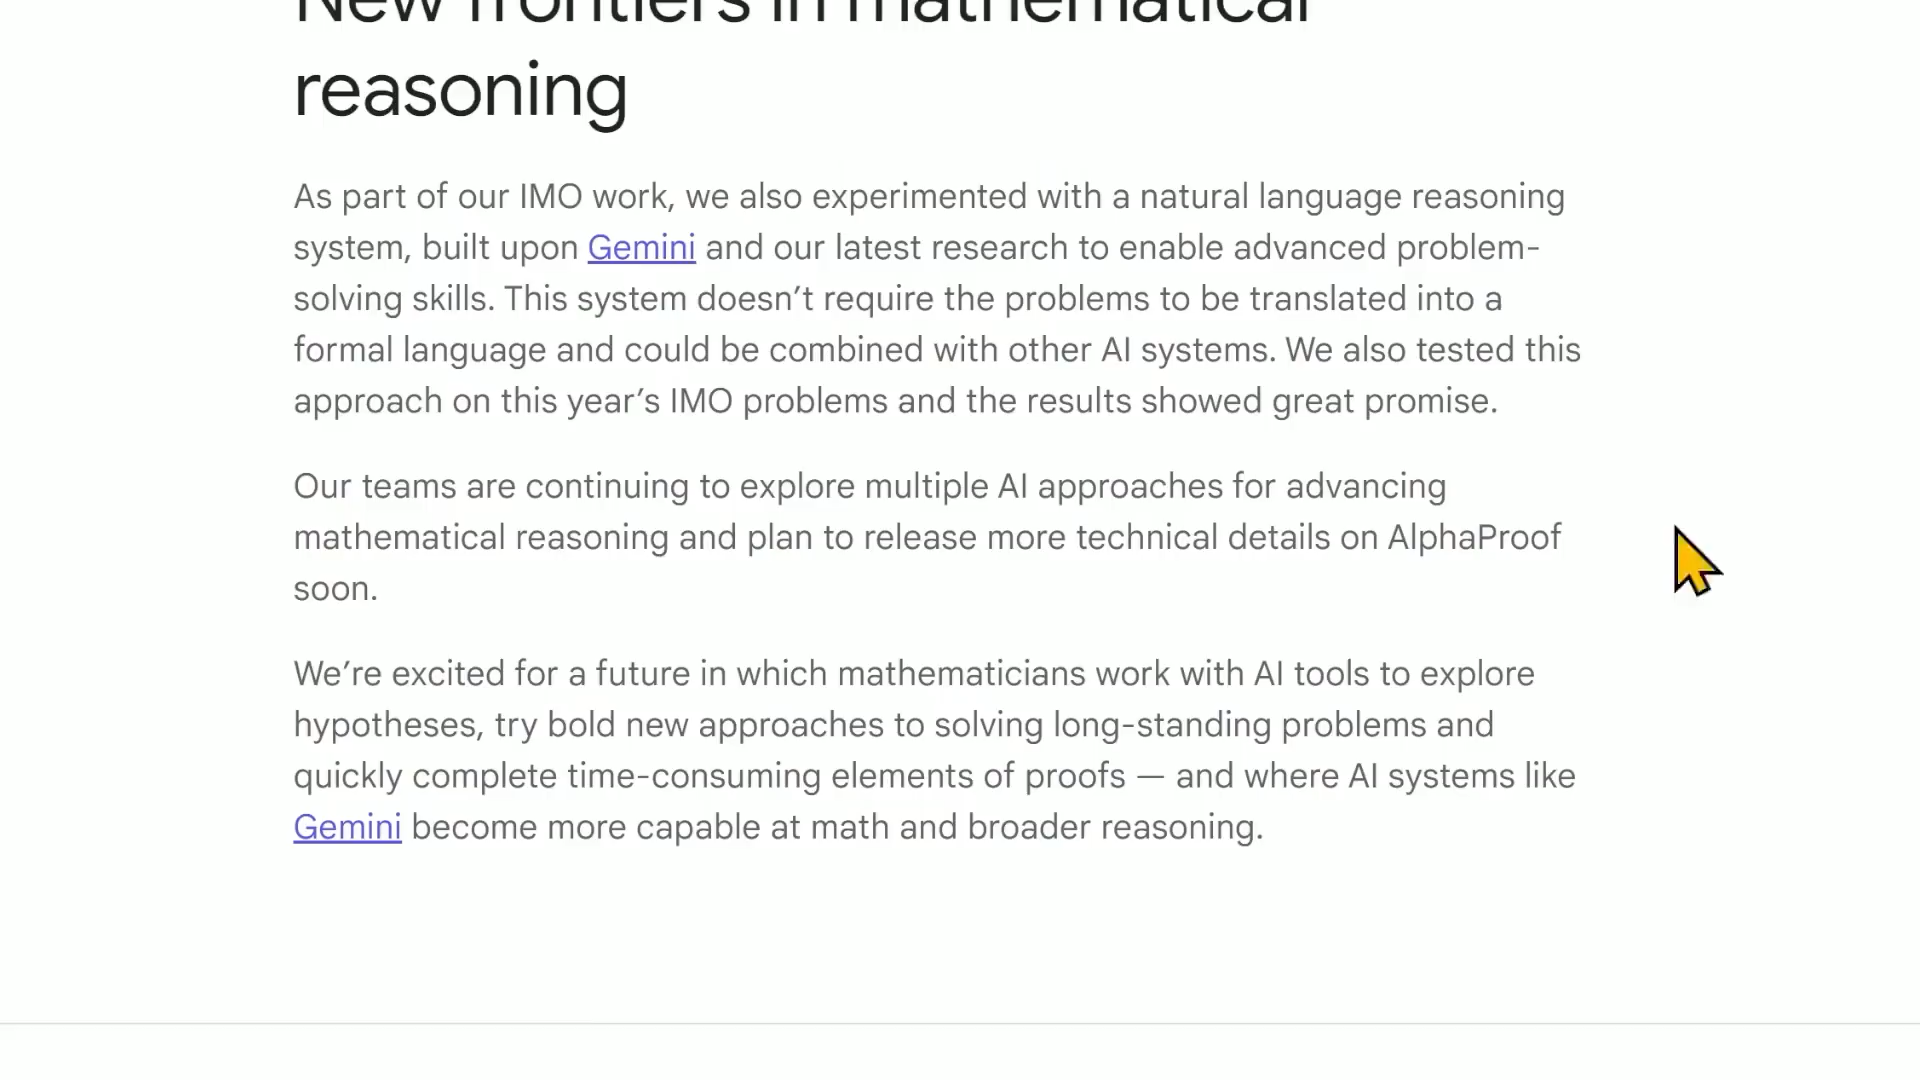 New frontiers in mathematical
reasoning
As part of our IMO work, we also experimented with a natural language reasoning
system, built upon Gemini and our latest research to enable advanced problem-
solving skills. This system doesn’t require the problems to be translated into a
formal language and could be combined with other AI systems. We also tested this
approach on this year’s IMO problems and the results showed great promise.
Our teams are continuing to explore multiple AI approaches for advancing
mathematical reasoning and plan to release more technical details on AlphaProof
soon.
We’re excited for a future in which mathematicians work with AI tools to explore
hypotheses, try bold new approaches to solving long-standing problems and
quickly complete time-consuming elements of proofs — and where AI systems like
Gemini become more capable at math and broader reasoning.